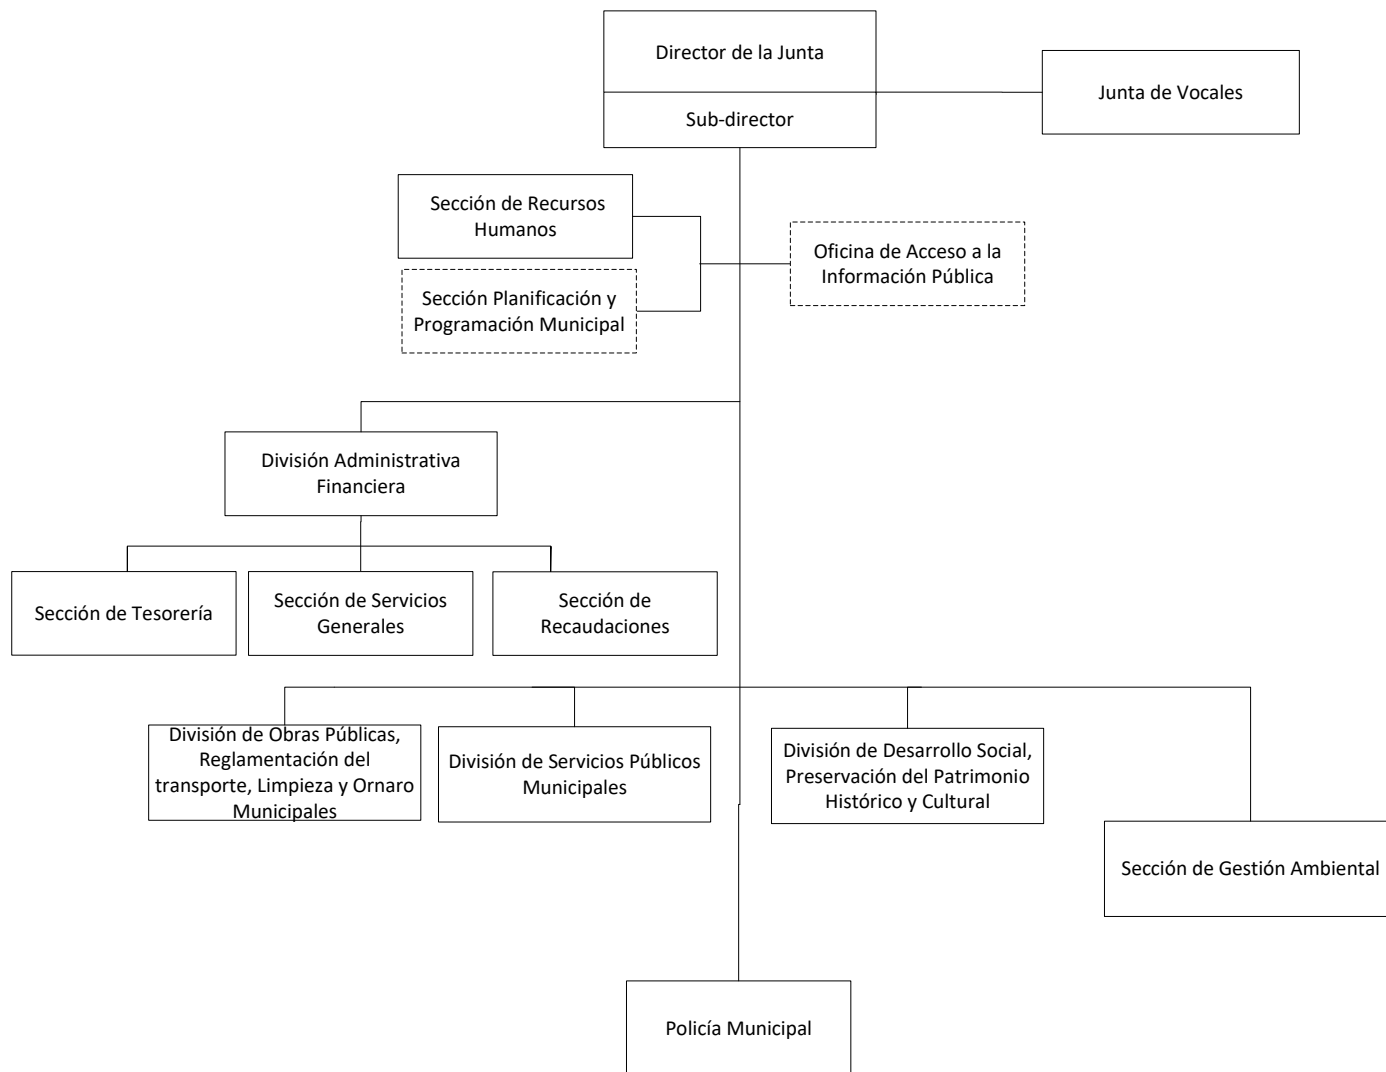 Director de la Junta
Sub-director
Junta de Vocales
Sección de Recursos
Humanos
Sección Planificación y
Programación Municipal
Oficina de Acceso a la
Información Pública
División Administrativa
Financiera
Sección de Tesorería
Sección de Servicios
Generales
Sección de
Recaudaciones
División de Obras Públicas,
Reglamentación del
transporte, Limpieza y Ornaro
Municipales
División de Servicios Públicos
Municipales
División de Desarrollo Social,
Preservación del Patrimonio
Histórico y Cultural
Sección de Gestión Ambiental
Policía Municipal